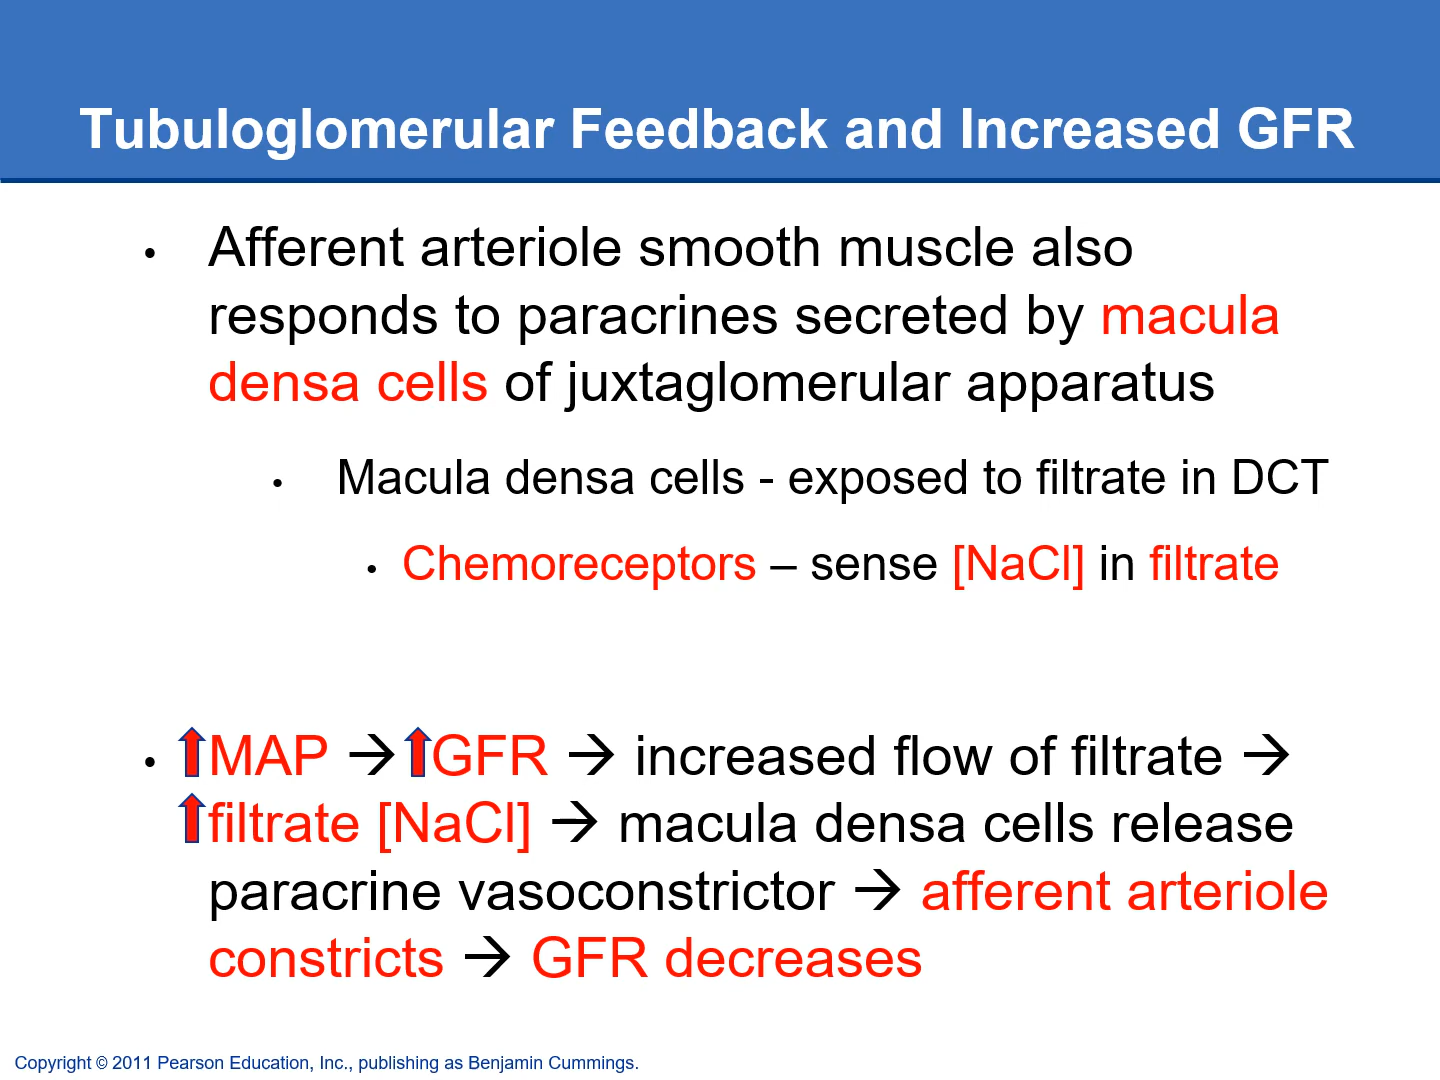 Tubuloglomerular Feedback and Increased GFR
• Afferent arteriole smooth muscle also
responds to paracrines secreted by macula
densa cells of juxtaglomerular apparatus
• Macula densa cells - exposed to filtrate in DCT
• Chemoreceptors – sense [NaCl] in filtrate
• ⬆MAP → ⬆GFR → increased flow of filtrate →
⬆filtrate [NaCl] → macula densa cells release
paracrine vasoconstrictor → afferent arteriole
constricts → GFR decreases
Copyright © 2011 Pearson Education, Inc., publishing as Benjamin Cummings.